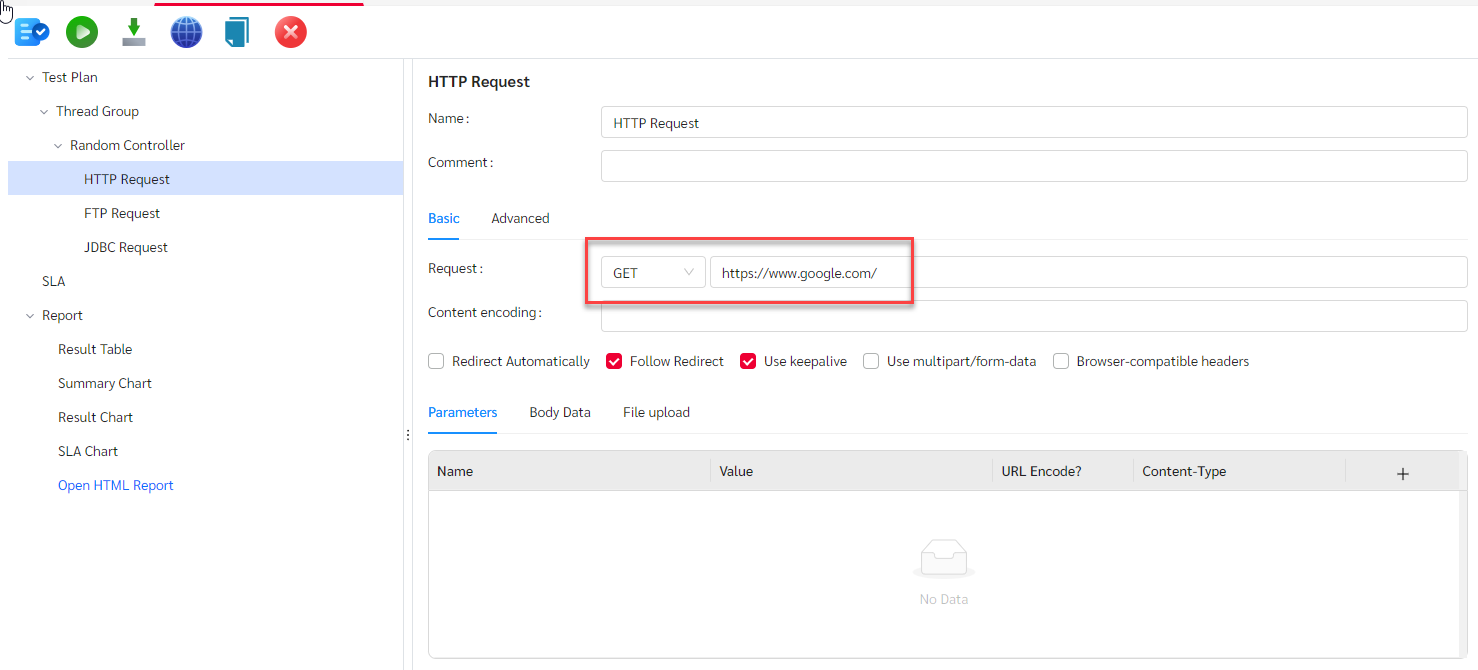 Test Plan
Thread Group
Random Controller
HTTP Request
FTP Request
JDBC Request
SLA
Report
Result Table
Summary Chart
Result Chart
SLA Chart
Open HTML Report
HTTP Request
Name :
HTTP Request
Comment :
Basic Advanced
Request :
GET https://www.google.com/
Content encoding :
Redirect Automatically Follow Redirect Use keepalive Use multipart/form-data Browser-compatible headers
Parameters Body Data File upload
Name Value URL Encode? Content-Type +
No Data